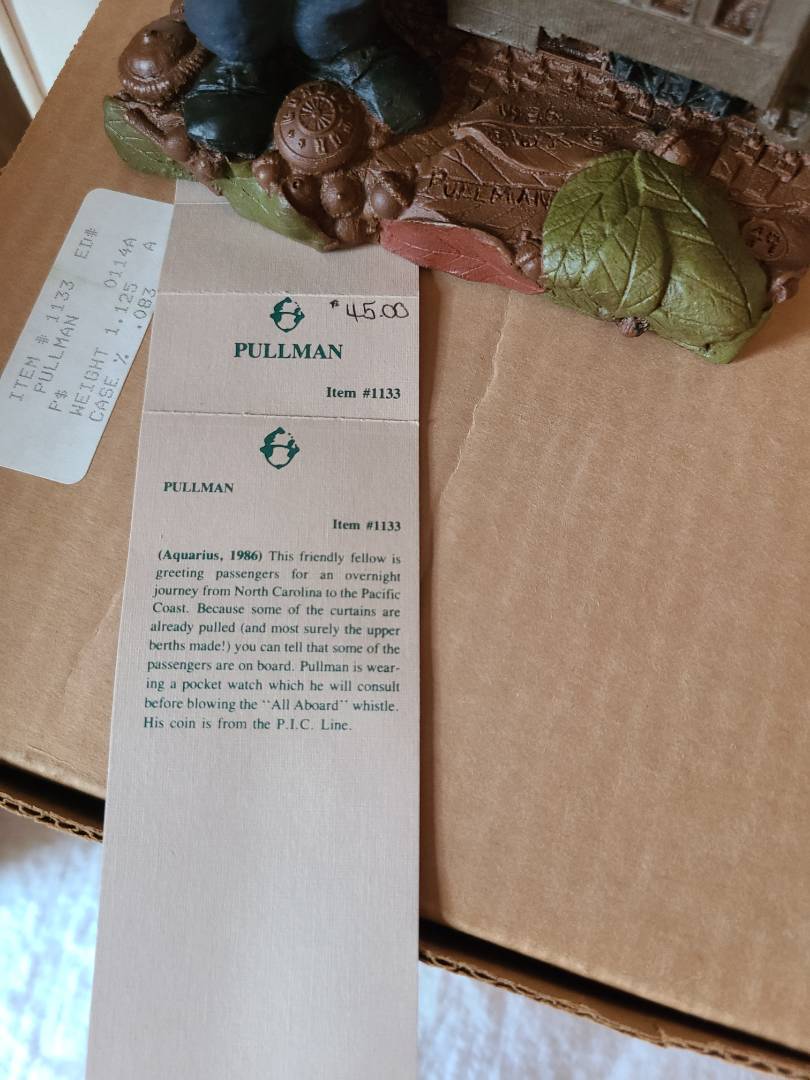 PULLMAN
ITEM # 1133 ED#
PULLMAN 0114A
P$
WEIGHT 1.125 A
CASE % .083
$45.00
PULLMAN
Item #1133
PULLMAN
Item #1133
(Aquarius, 1986) This friendly fellow is
greeting passengers for an overnight
journey from North Carolina to the Pacific
Coast. Because some of the curtains are
already pulled (and most surely the upper
berths made!) you can tell that some of the
passengers are on board. Pullman is wear-
ing a pocket watch which he will consult
before blowing the ``All Aboard'' whistle.
His coin is from the P.I.C. Line.